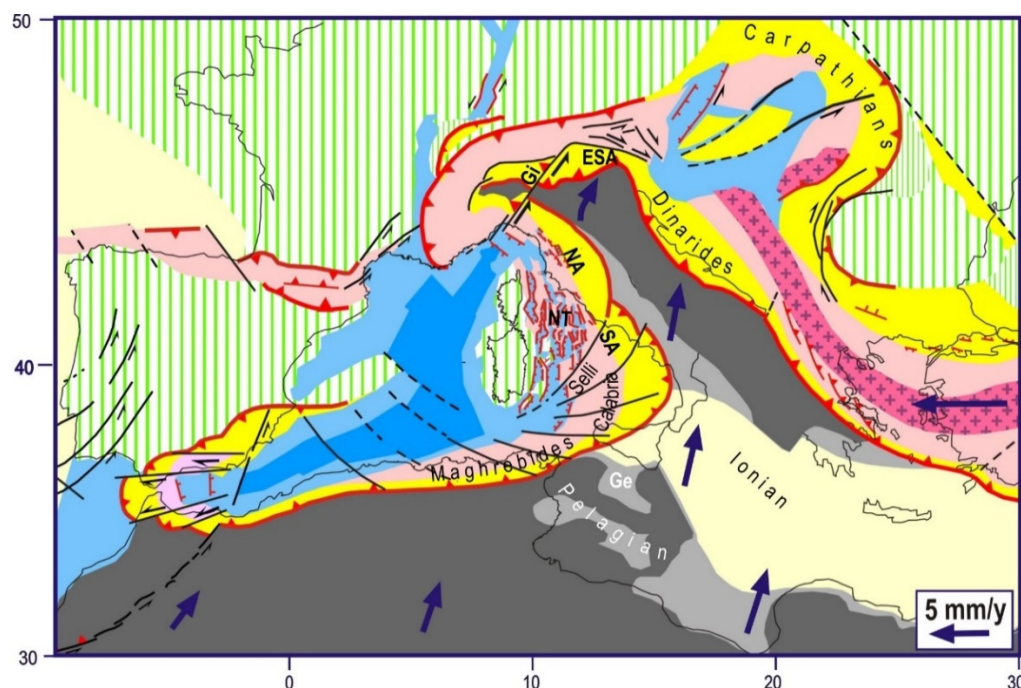 50
Carpathians
ESA
Gi
Dinarides
NA
NT
SA
40
Selli
Calabria
Maghrebides
Ionian
Ge
Pelagian
5 mm/y
30
0
10
20
30